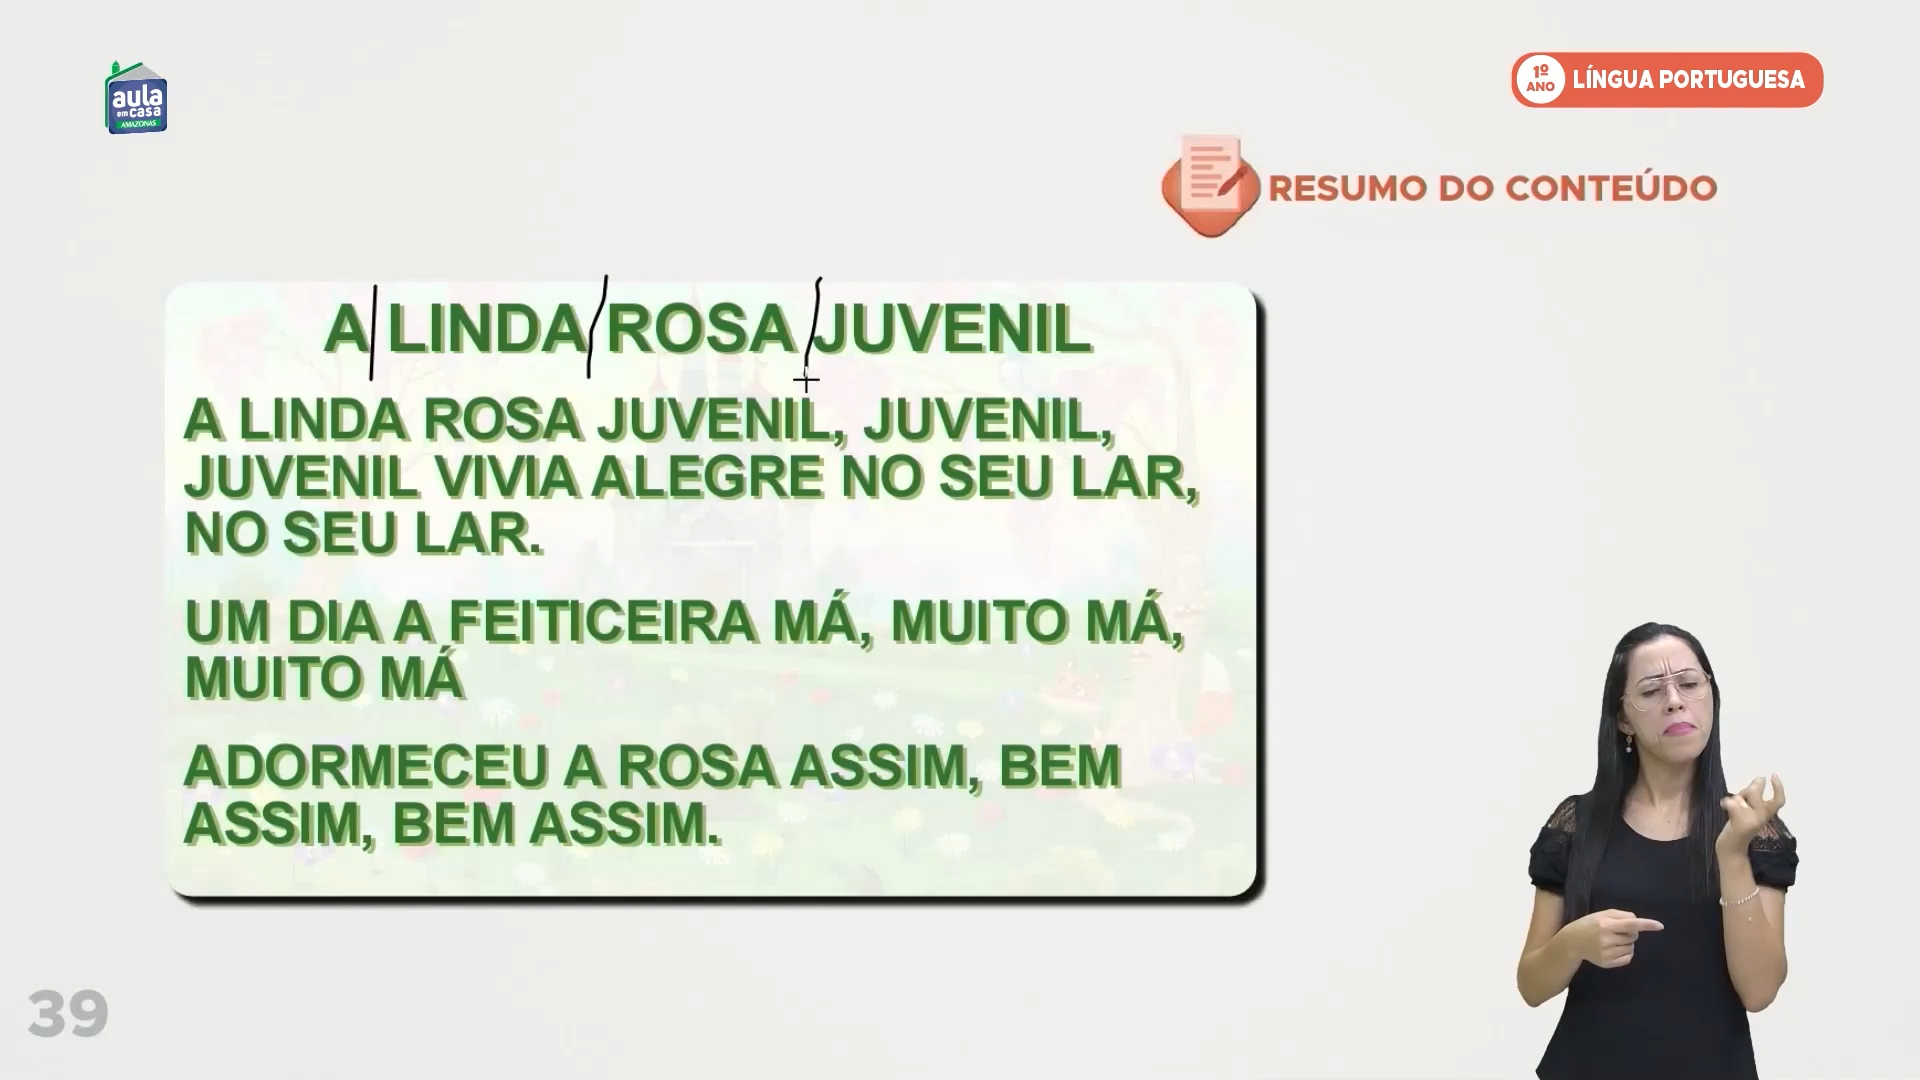 aula
em casa
AMAZONAS
1º
ANO
LÍNGUA PORTUGUESA
RESUMO DO CONTEÚDO
A LINDA ROSA JUVENIL
A LINDA ROSA JUVENIL, JUVENIL,
JUVENIL VIVIA ALEGRE NO SEU LAR,
NO SEU LAR.
UM DIA A FEITICEIRA MÁ, MUITO MÁ,
MUITO MÁ
ADORMECEU A ROSA ASSIM, BEM
ASSIM, BEM ASSIM.
39